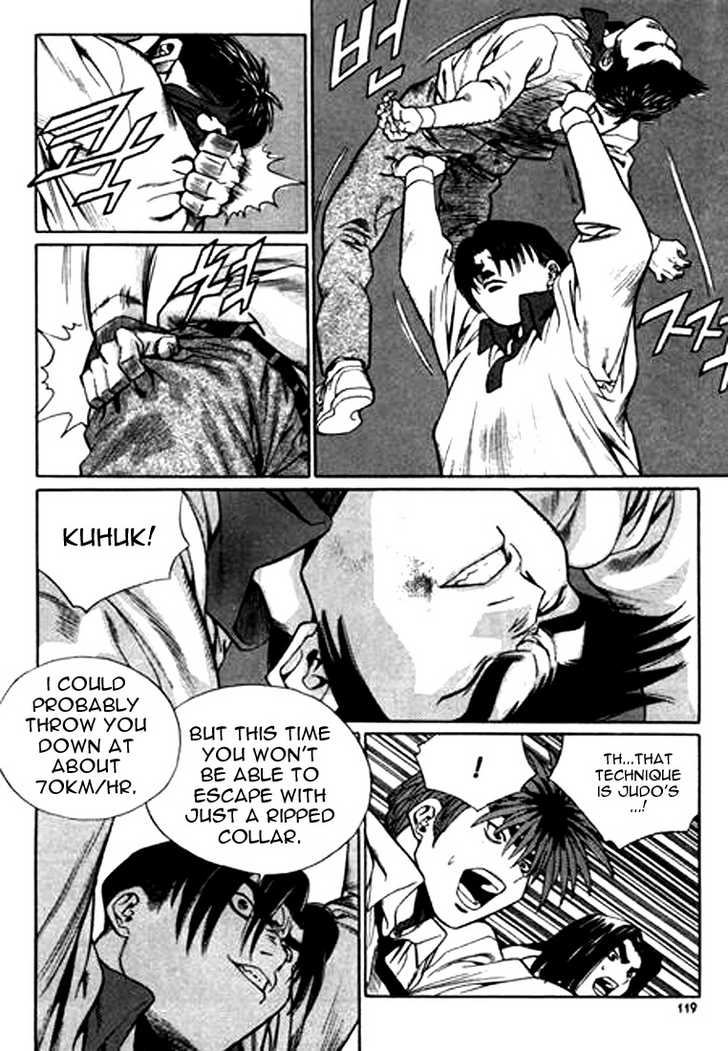 번
KUHUK!
I COULD
PROBABLY
THROW YOU
DOWN AT
ABOUT
70KM/HR.
BUT THIS TIME
YOU WON'T
BE ABLE TO
ESCAPE WITH
JUST A RIPPED
COLLAR.
!
TH...THAT
TECHNIQUE
IS JUDO'S
...!
119